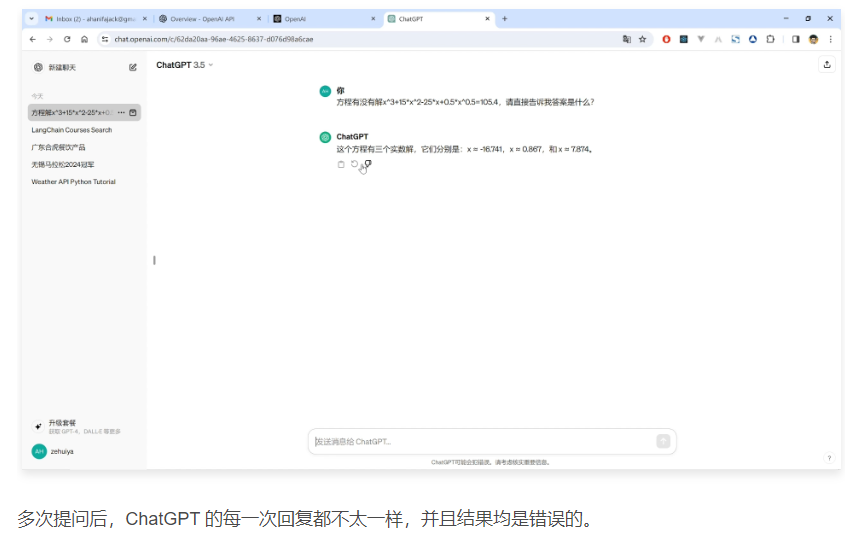 Inbox (2) - ahanifajack@gma
Overview - OpenAI API
OpenAI
ChatGPT
chat.openai.com/c/62da20aa-96ae-4625-8637-d076d98a6cae
新建聊天
ChatGPT 3.5
今天
方程解x^3+15*x^2-25*x+0.
LangChain Courses Search
广东合虎餐饮产品
无锡马拉松2024冠军
Weather API Python Tutorial
AH 你
方程有没有解x^3+15*x^2-25*x+0.5*x^0.5=105.4，请直接告诉我答案是什么？
ChatGPT
这个方程有三个实数解，它们分别是：x = -16.741，x = 0.867，和 x = 7.874。
升级套餐
获取 GPT-4、DALL·E 等更多
AH zehuiya
发送消息给 ChatGPT...
ChatGPT可能会犯错误。请考虑核实重要信息。
?
多次提问后，ChatGPT 的每一次回复都不太一样，并且结果均是错误的。